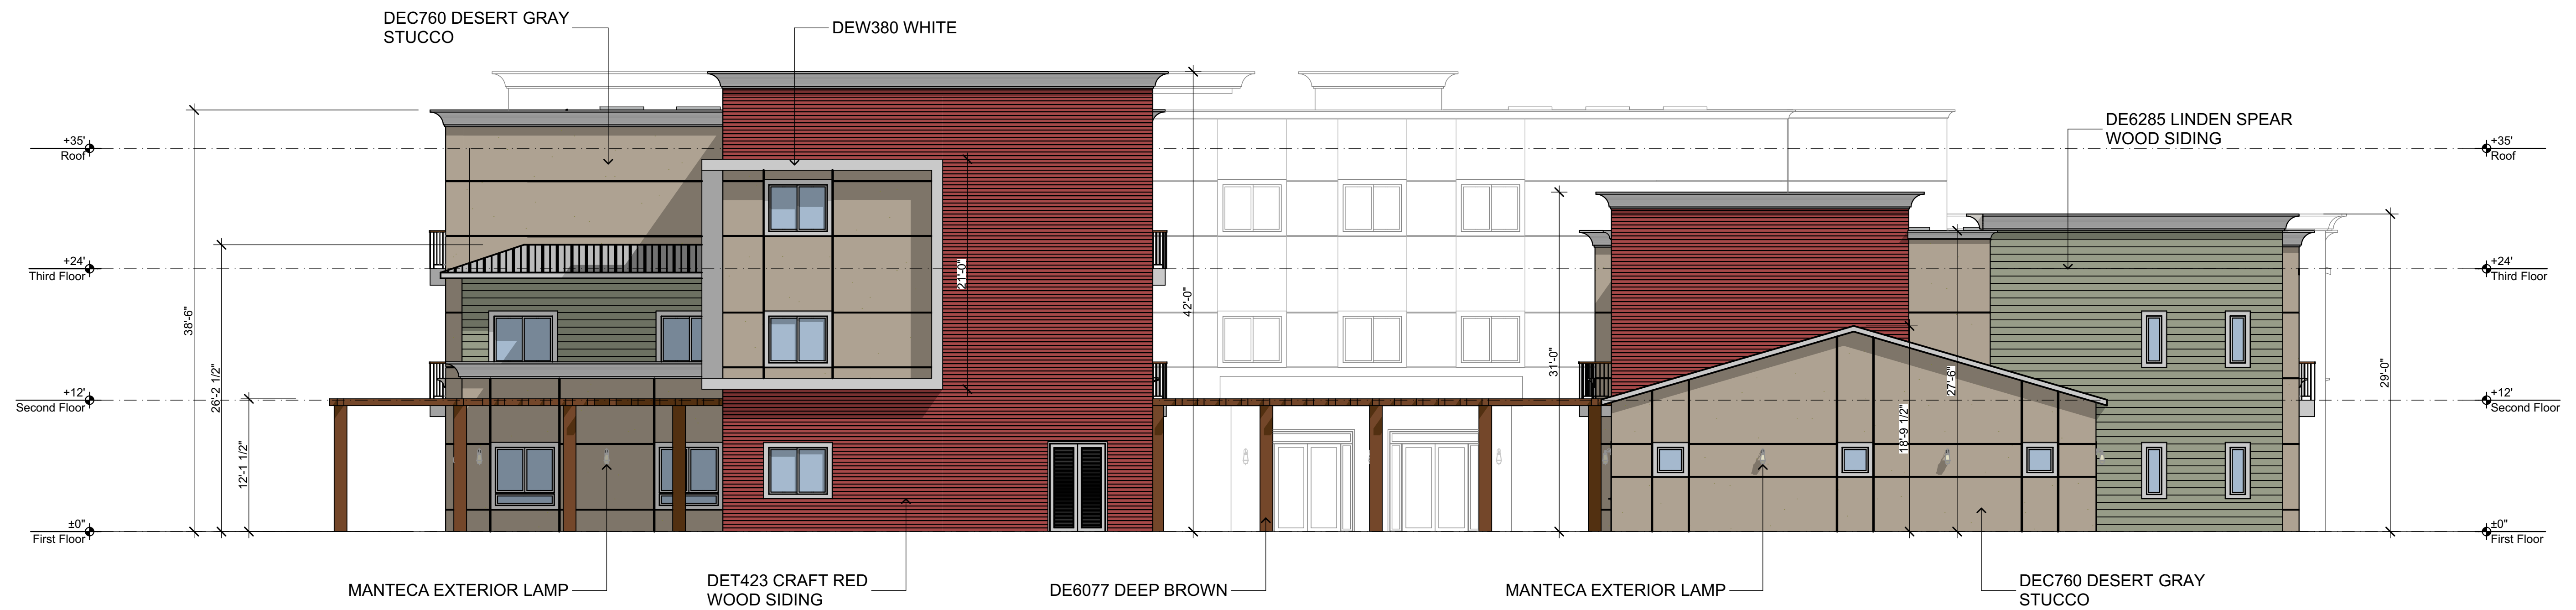 DEC760 DESERT GRAY
STUCCO
DEW380 WHITE
DE6285 LINDEN SPEAR
WOOD SIDING
+35'
Roof
+24'
Third Floor
+12'
Second Floor
±0"
First Floor
38'-6"
26'-2 1/2"
12'-1 1/2"
21'-0"
42'-0"
31'-0"
18'-9 1/2"
27'-6"
29'-0"
+35'
Roof
+24'
Third Floor
+12'
Second Floor
±0"
First Floor
MANTECA EXTERIOR LAMP
DET423 CRAFT RED
WOOD SIDING
DE6077 DEEP BROWN
MANTECA EXTERIOR LAMP
DEC760 DESERT GRAY
STUCCO